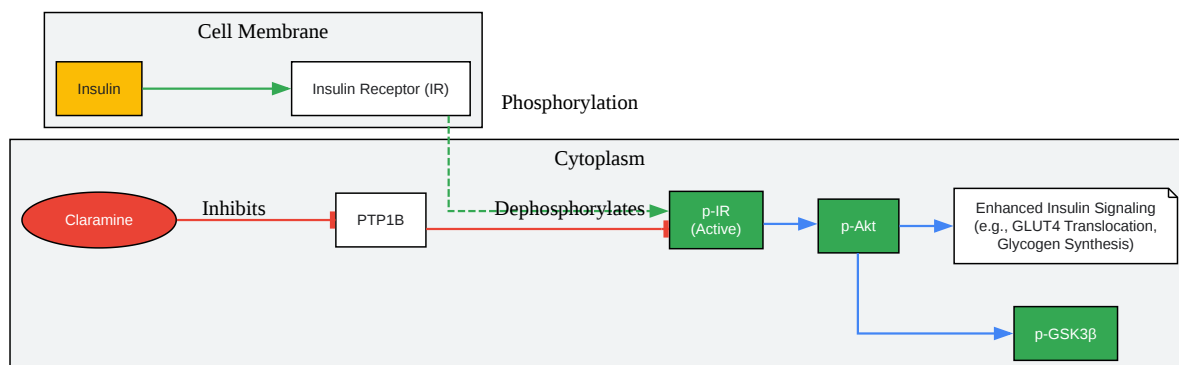 Cell Membrane
Insulin
Insulin Receptor (IR)
Phosphorylation
Cytoplasm
Claramine
Inhibits
PTP1B
Dephosphorylates
p-IR
(Active)
p-Akt
Enhanced Insulin Signaling
(e.g., GLUT4 Translocation,
Glycogen Synthesis)
p-GSK3β